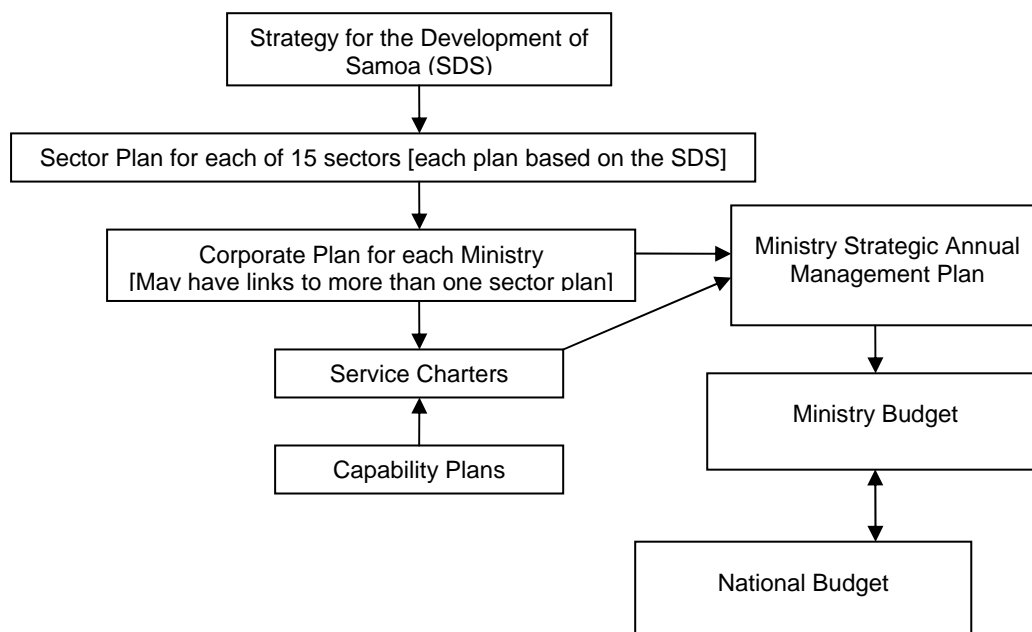 Strategy for the Development of
Samoa (SDS)
Sector Plan for each of 15 sectors [each plan based on the SDS]
Corporate Plan for each Ministry
[May have links to more than one sector plan]
Ministry Strategic Annual
Management Plan
Service Charters
Ministry Budget
Capability Plans
National Budget